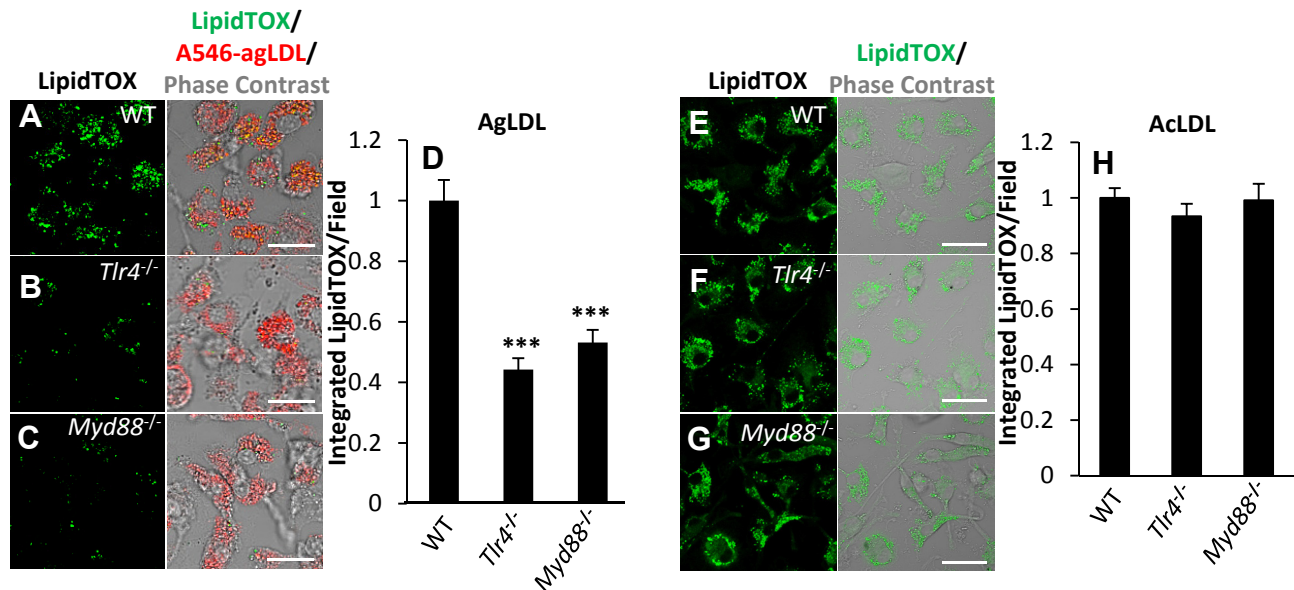 LipidTOX/
A546-agLDL/
LipidTOX
Phase Contrast
A
WT
B
Tlr4-/-
C
Myd88-/-
AgLDL
D
Integrated LipidTOX/Field
1.2
1
0.8
0.6
0.4
0.2
0
***
***
WT
Tlr4-/-
Myd88-/-
LipidTOX
LipidTOX/
Phase Contrast
E
WT
F
Tlr4-/-
G
Myd88-/-
AcLDL
H
Integrated LipidTOX/Field
1.2
1
0.8
0.6
0.4
0.2
0
WT
Tlr4-/-
Myd88-/-